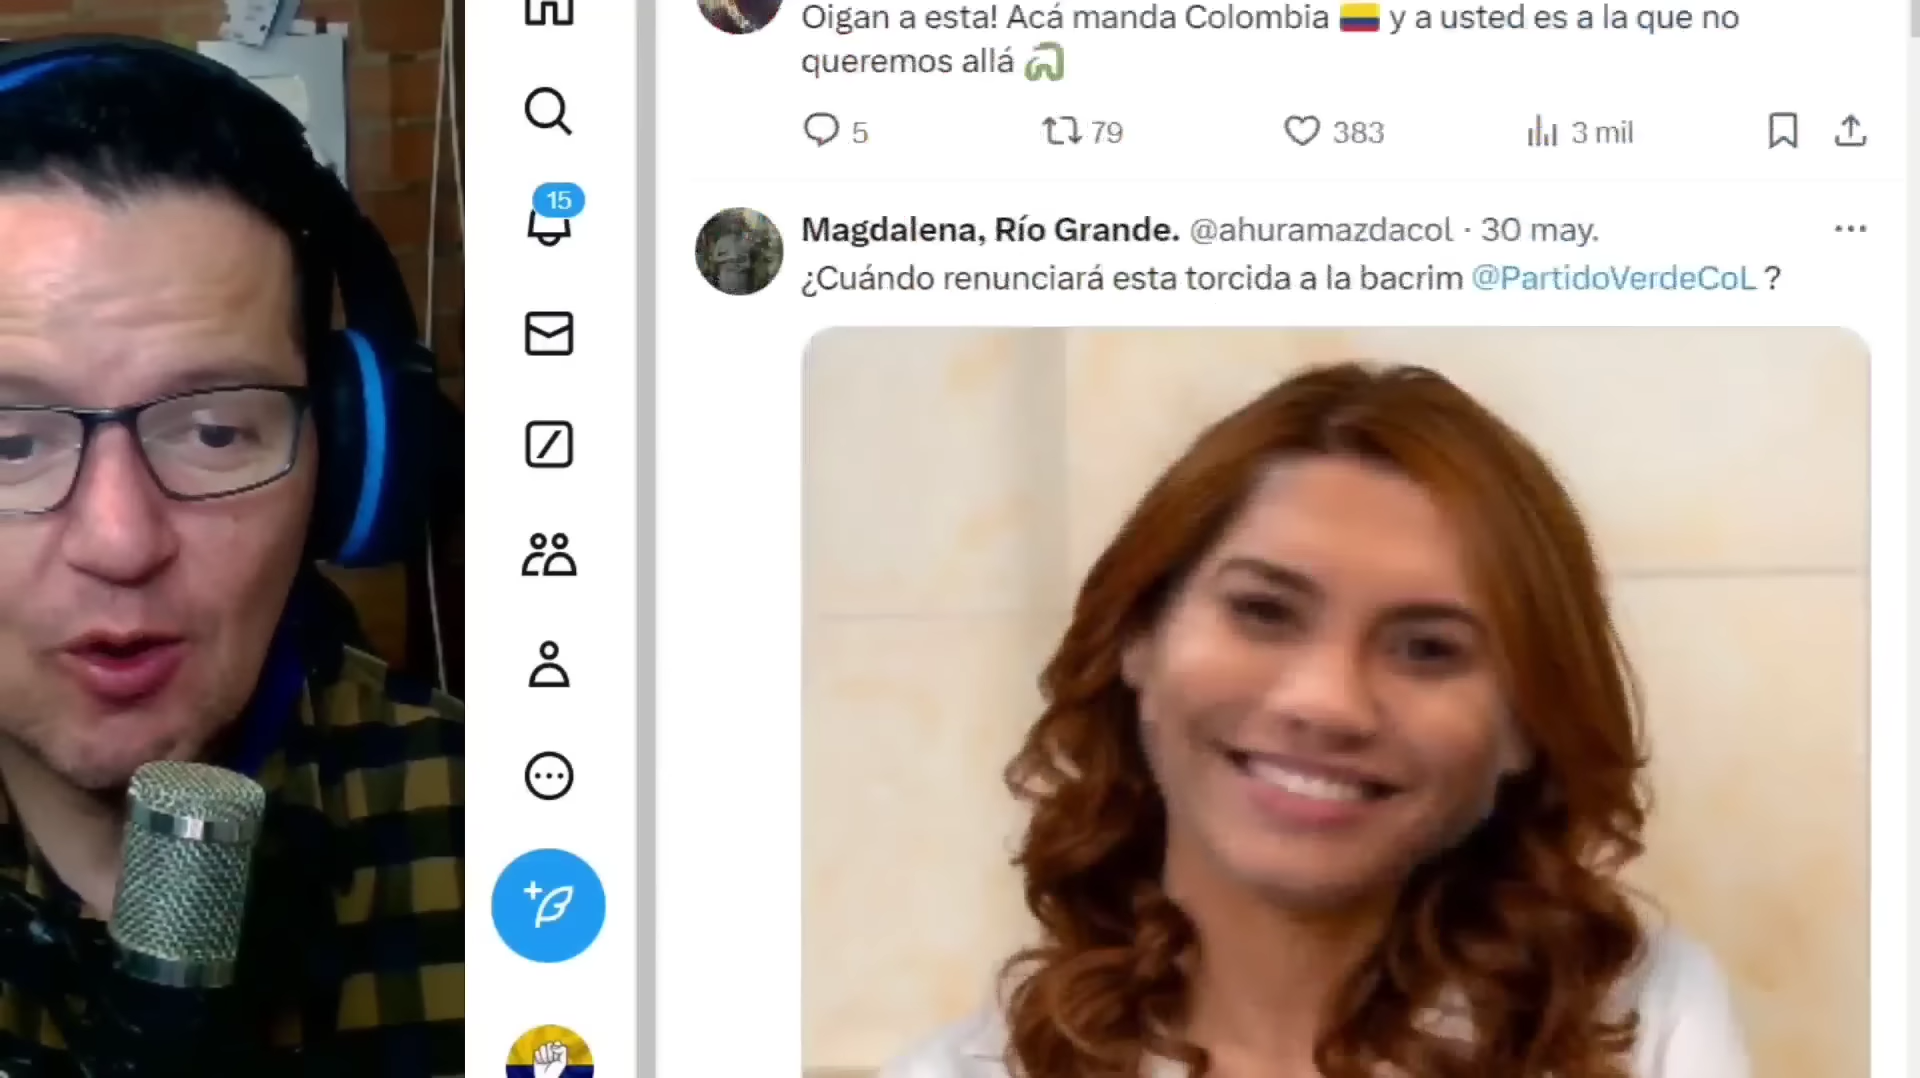 Oigan a esta! Acá manda Colombia 🇨🇴 y a usted es a la que no
queremos allá 🐍
5 79 383 3 mil
15
Magdalena, Río Grande. @ahuramazdacol · 30 may.
¿Cuándo renunciará esta torcida a la bacrim @PartidoVerdeCoL ?